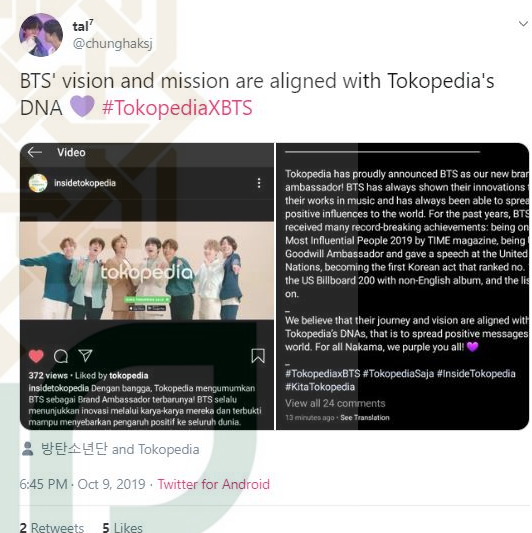 tal⁷
@chunghaksj
BTS' vision and mission are aligned with Tokopedia's
DNA 💜 #TokopediaXBTS
Video
insidetokopedia
tokopedia
372 views · Liked by tokopedia
insidetokopedia Dengan bangga, Tokopedia mengumumkan
BTS sebagai Brand Ambassador terbarunya! BTS selalu
menunjukkan inovasi melalui karya-karya mereka dan terbukti
mampu menyebarkan pengaruh positif ke seluruh dunia.
Tokopedia has proudly announced BTS as our new bran
ambassador! BTS has always shown their innovations t
their works in music and has always been able to sprea
positive influences to the world. For the past years, BTS
received many record-breaking achievements: being on
Most Influential People 2019 by TIME magazine, being
Goodwill Ambassador and gave a speech at the United
Nations, becoming the first Korean act that ranked no.
the US Billboard 200 with non-English album, and the lis
on.
_
We believe that their journey and vision are aligned with
Tokopedia's DNAs, that is to spread positive messages
world. For all Nakama, we purple you all! 💜
_
#TokopediaxBTS #TokopediaSaja #InsideTokopedia
#KitaTokopedia
View all 24 comments
13 minutes ago · See Translation
방탄소년단 and Tokopedia
6:45 PM · Oct 9, 2019 · Twitter for Android
2 Retweets 5 Likes